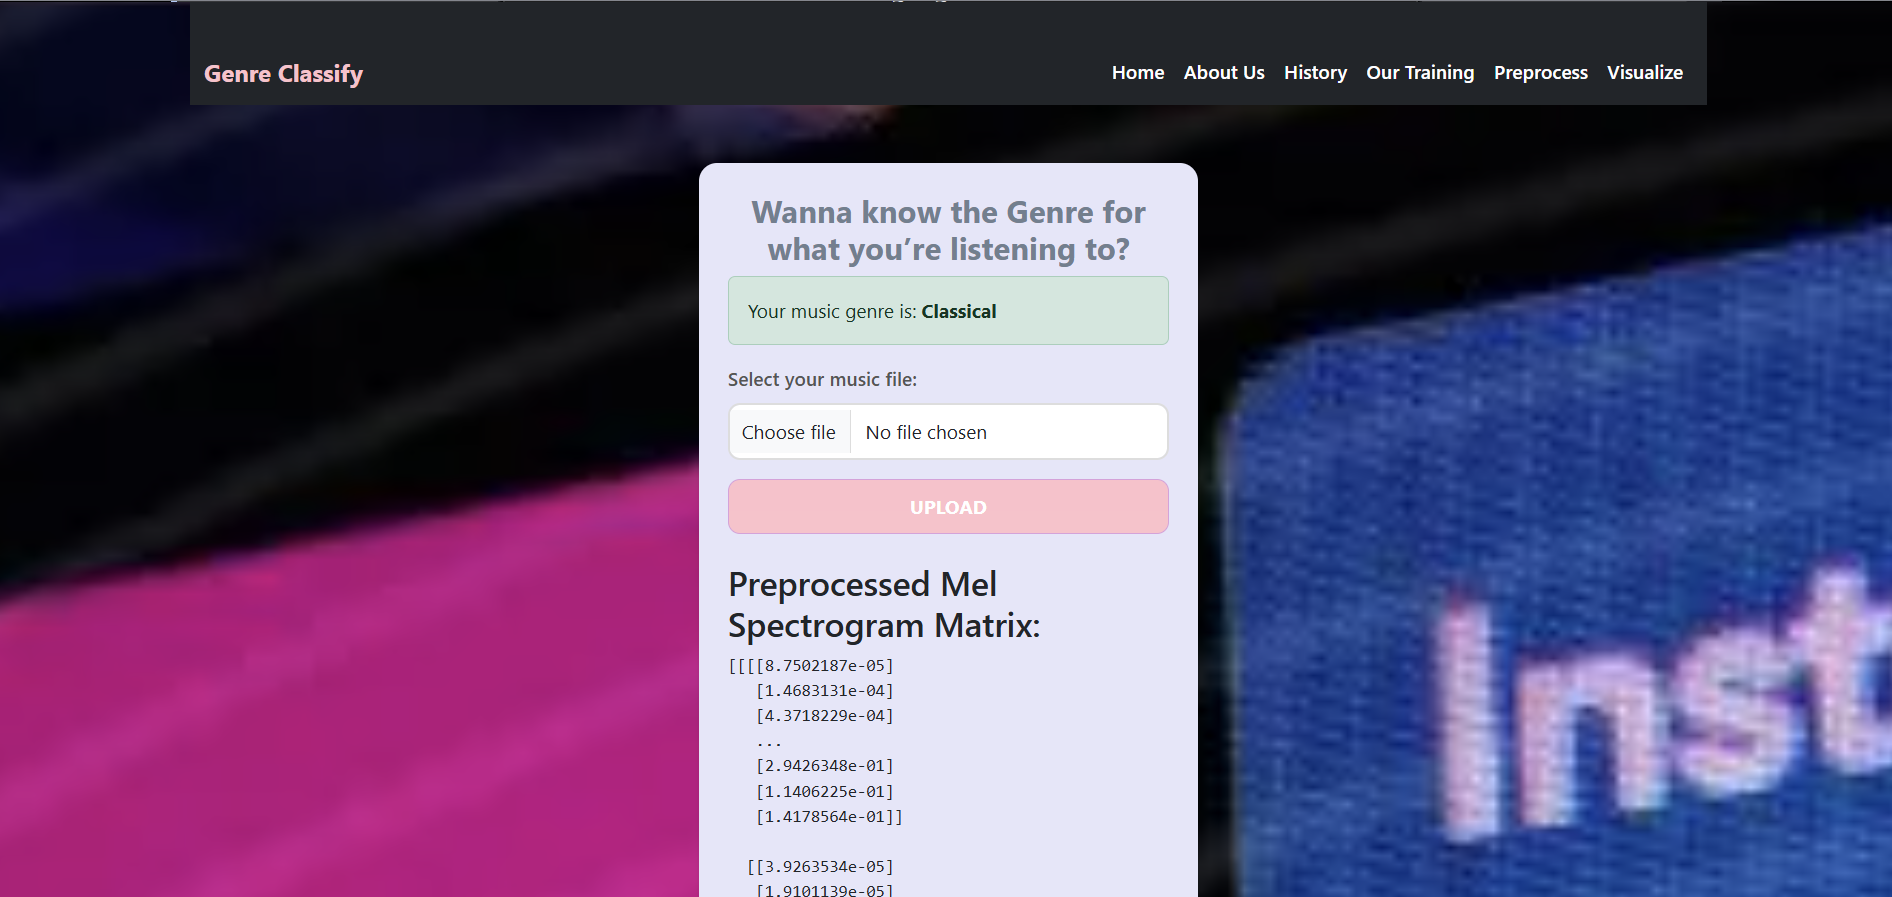 Genre Classify
Home About Us History Our Training Preprocess Visualize
Wanna know the Genre for
what you’re listening to?
Your music genre is: Classical
Select your music file:
Choose file No file chosen
UPLOAD
Preprocessed Mel
Spectrogram Matrix:
[[[[8.7502187e-05]
[1.4683131e-04]
[4.3718229e-04]
...
[2.9426348e-01]
[1.1406225e-01]
[1.4178564e-01]]
[[3.9263534e-05]
[1.9101139e-05]
Inst